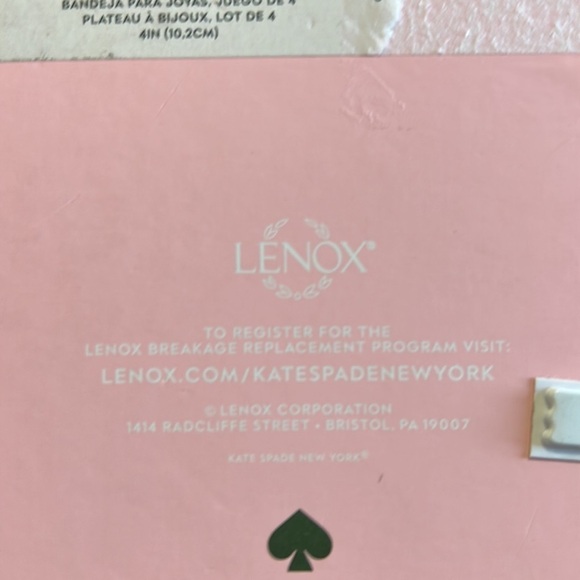 BANDEJA PARA JOYAS, JUEGO DE 4
PLATEAU À BIJOUX, LOT DE 4
4IN (10,2CM)
LENOX®
TO REGISTER FOR THE
LENOX BREAKAGE REPLACEMENT PROGRAM VISIT:
LENOX.COM/KATESPADENEWYORK
© LENOX CORPORATION
1414 RADCLIFFE STREET • BRISTOL, PA 19007
KATE SPADE NEW YORK®